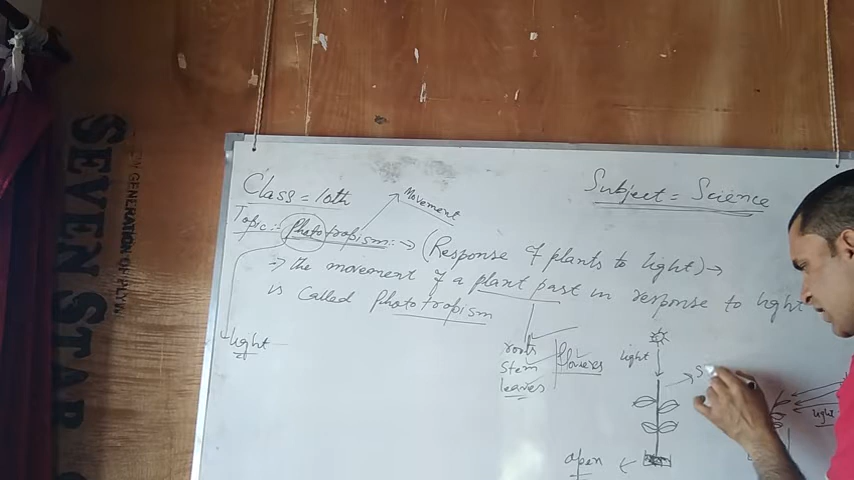 Class = 10th
Subject = Science
Movement
Topic:- Phototropism:- → (Response of plants to light) →
→ The movement of a plant part in response to light
is called Phototropism
light
roots
stem
leaves
flowers
light
S
light
open
SEVEN STAR
GENERATION OF PLY